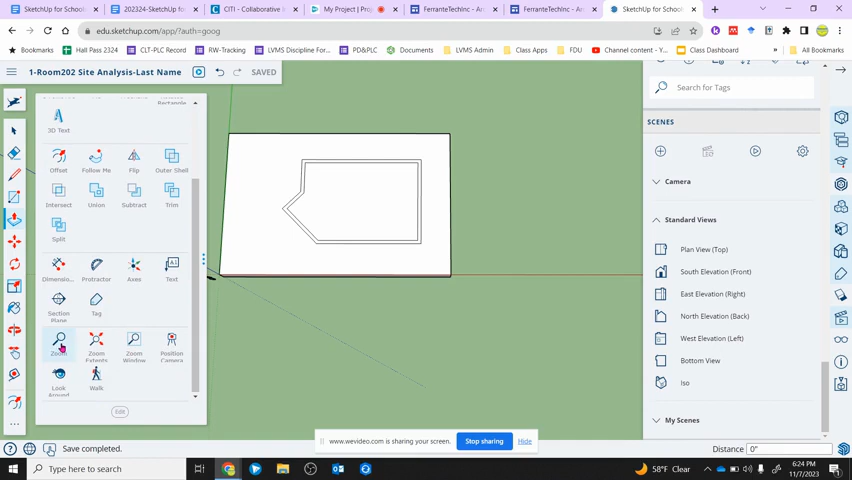 SketchUp for Schoo
202324-SketchUp for
CITI - Collaborative I
My Project | Proj
FerranteTechInc - An
FerranteTechInc - An
SketchUp for School
edu.sketchup.com/app/?auth=goog
Bookmarks
Hall Pass 2324
CLT-PLC Record
RW-Tracking
LVMS Discipline For...
PD&PLC
Documents
LVMS Admin
Class Apps
FDU
Channel content - Y...
Class Dashboard
All Bookmarks
1-Room202 Site Analysis-Last Name
SAVED
Rectangle
3D Text
Offset
Follow Me
Flip
Outer Shell
Intersect
Union
Subtract
Trim
Split
Dimensio...
Protractor
Axes
Text
Section Plane
Tag
Zoom
Zoom Extents
Zoom Window
Position Camera
Look Around
Walk
Edit
Search for Tags
SCENES
Camera
Standard Views
Plan View (Top)
South Elevation (Front)
East Elevation (Right)
North Elevation (Back)
West Elevation (Left)
Bottom View
Iso
My Scenes
www.wevideo.com is sharing your screen.
Stop sharing
Hide
Save completed.
Distance 0"
Type here to search
58°F Clear
6:24 PM
11/7/2023